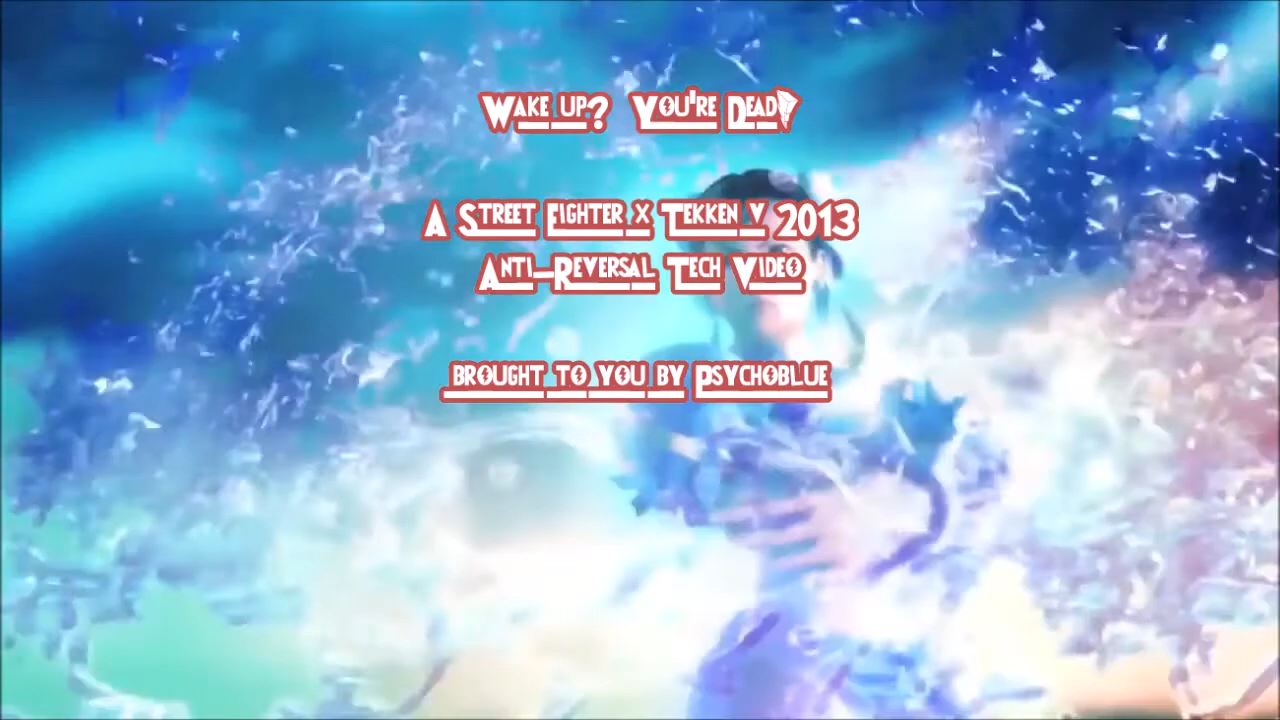 Wake up?  You're Dead!
A Street Fighter x Tekken v 2013
Anti-Reversal Tech Video
brought to you by Psychoblue